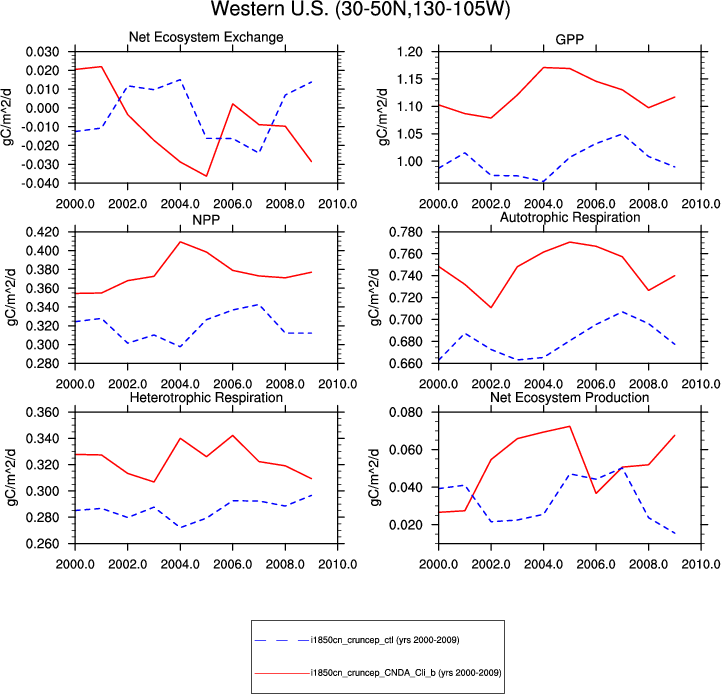 Western U.S. (30-50N,130-105W)
Net Ecosystem Exchange
GPP
0.030
0.020
0.010
0.000
-0.010
-0.020
-0.030
-0.040
gC/m^2/d
2000.0 2002.0 2004.0 2006.0 2008.0 2010.0
1.20
1.15
1.10
1.05
1.00
gC/m^2/d
2000.0 2002.0 2004.0 2006.0 2008.0 2010.0
NPP
Autotrophic Respiration
0.420
0.400
0.380
0.360
0.340
0.320
0.300
0.280
gC/m^2/d
2000.0 2002.0 2004.0 2006.0 2008.0 2010.0
0.780
0.760
0.740
0.720
0.700
0.680
0.660
gC/m^2/d
2000.0 2002.0 2004.0 2006.0 2008.0 2010.0
Heterotrophic Respiration
Net Ecosystem Production
0.360
0.340
0.320
0.300
0.280
0.260
gC/m^2/d
2000.0 2002.0 2004.0 2006.0 2008.0 2010.0
0.080
0.060
0.040
0.020
gC/m^2/d
2000.0 2002.0 2004.0 2006.0 2008.0 2010.0
i1850cn_cruncep_ctl (yrs 2000-2009)
i1850cn_cruncep_CNDA_Cli_b (yrs 2000-2009)